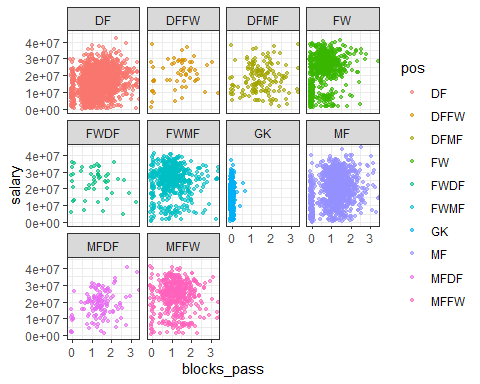 DF DFFW DFMF FW
4e+07
3e+07
2e+07
1e+07
0e+00
FWDF FWMF GK MF
4e+07
3e+07
2e+07
1e+07
0e+00
0 1 2 3 0 1 2 3
MFDF MFFW
4e+07
3e+07
2e+07
1e+07
0e+00
0 1 2 3 0 1 2 3
salary
blocks_pass
pos
DF
DFFW
DFMF
FW
FWDF
FWMF
GK
MF
MFDF
MFFW